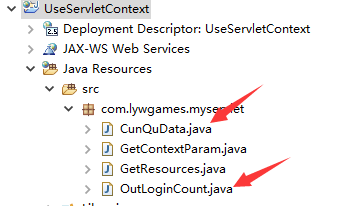 UseServletContext
Deployment Descriptor: UseServletContext
JAX-WS Web Services
Java Resources
src
com.lywgames.myservlet
CunQuData.java
GetContextParam.java
GetResources.java
OutLoginCount.java